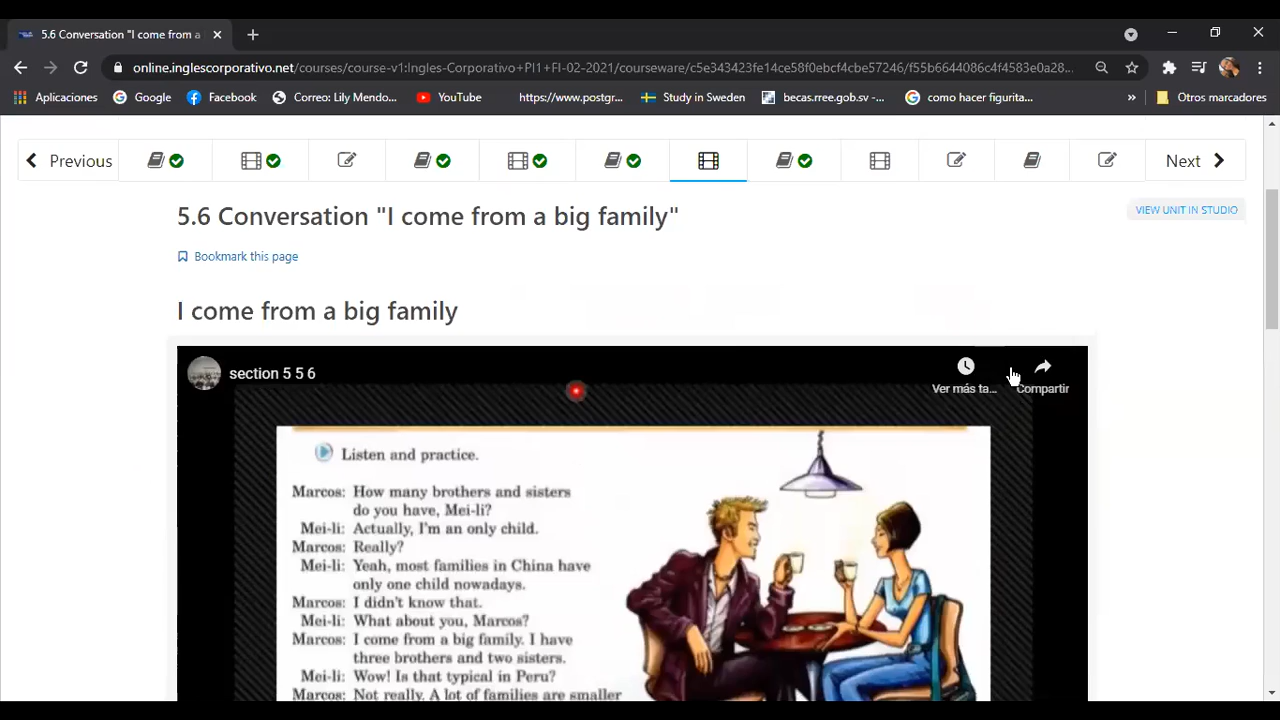 5.6 Conversation "I come from a
online.inglescorporativo.net/courses/course-v1:Ingles-Corporativo+PI1+FI-02-2021/courseware/c5e343423fe14ce58f0ebcf4cbe57246/f55b6644086c4f4583e0a28...
Aplicaciones Google Facebook Correo: Lily Mendo... YouTube https://www.postgr... Study in Sweden becas.rree.gob.sv -... como hacer figurita... » Otros marcadores
Previous Next
5.6 Conversation "I come from a big family"
VIEW UNIT IN STUDIO
Bookmark this page
I come from a big family
section 5 5 6
Ver más ta... Compartir
Listen and practice.
Marcos: How many brothers and sisters
do you have, Mei-li?
Mei-li: Actually, I'm an only child.
Marcos: Really?
Mei-li: Yeah, most families in China have
only one child nowadays.
Marcos: I didn't know that.
Mei-li: What about you, Marcos?
Marcos: I come from a big family. I have
three brothers and two sisters.
Mei-li: Wow! Is that typical in Peru?
Marcos: Not really. A lot of families are smaller